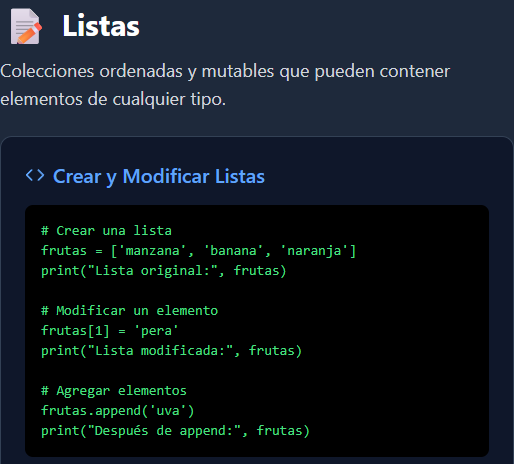 Listas
Colecciones ordenadas y mutables que pueden contener
elementos de cualquier tipo.
<> Crear y Modificar Listas
# Crear una lista
frutas = ['manzana', 'banana', 'naranja']
print("Lista original:", frutas)
# Modificar un elemento
frutas[1] = 'pera'
print("Lista modificada:", frutas)
# Agregar elementos
frutas.append('uva')
print("Después de append:", frutas)